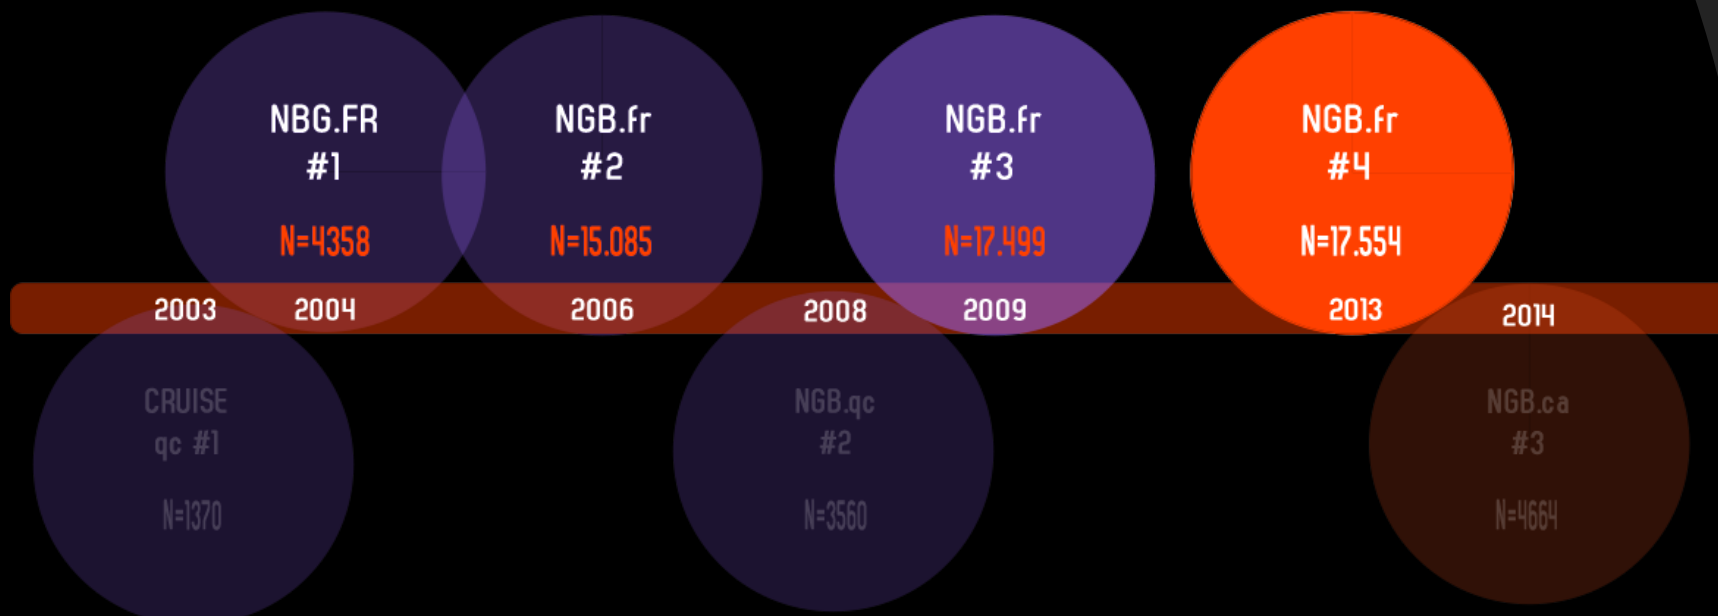 NBG.FR
#1
N=4358
NGB.fr
#2
N=15.085
NGB.fr
#3
N=17.499
NGB.fr
#4
N=17.554
2003 2004 2006 2008 2009 2013 2014
CRUISE
qc #1
N=1370
NGB.qc
#2
N=3560
NGB.ca
#3
N=4664